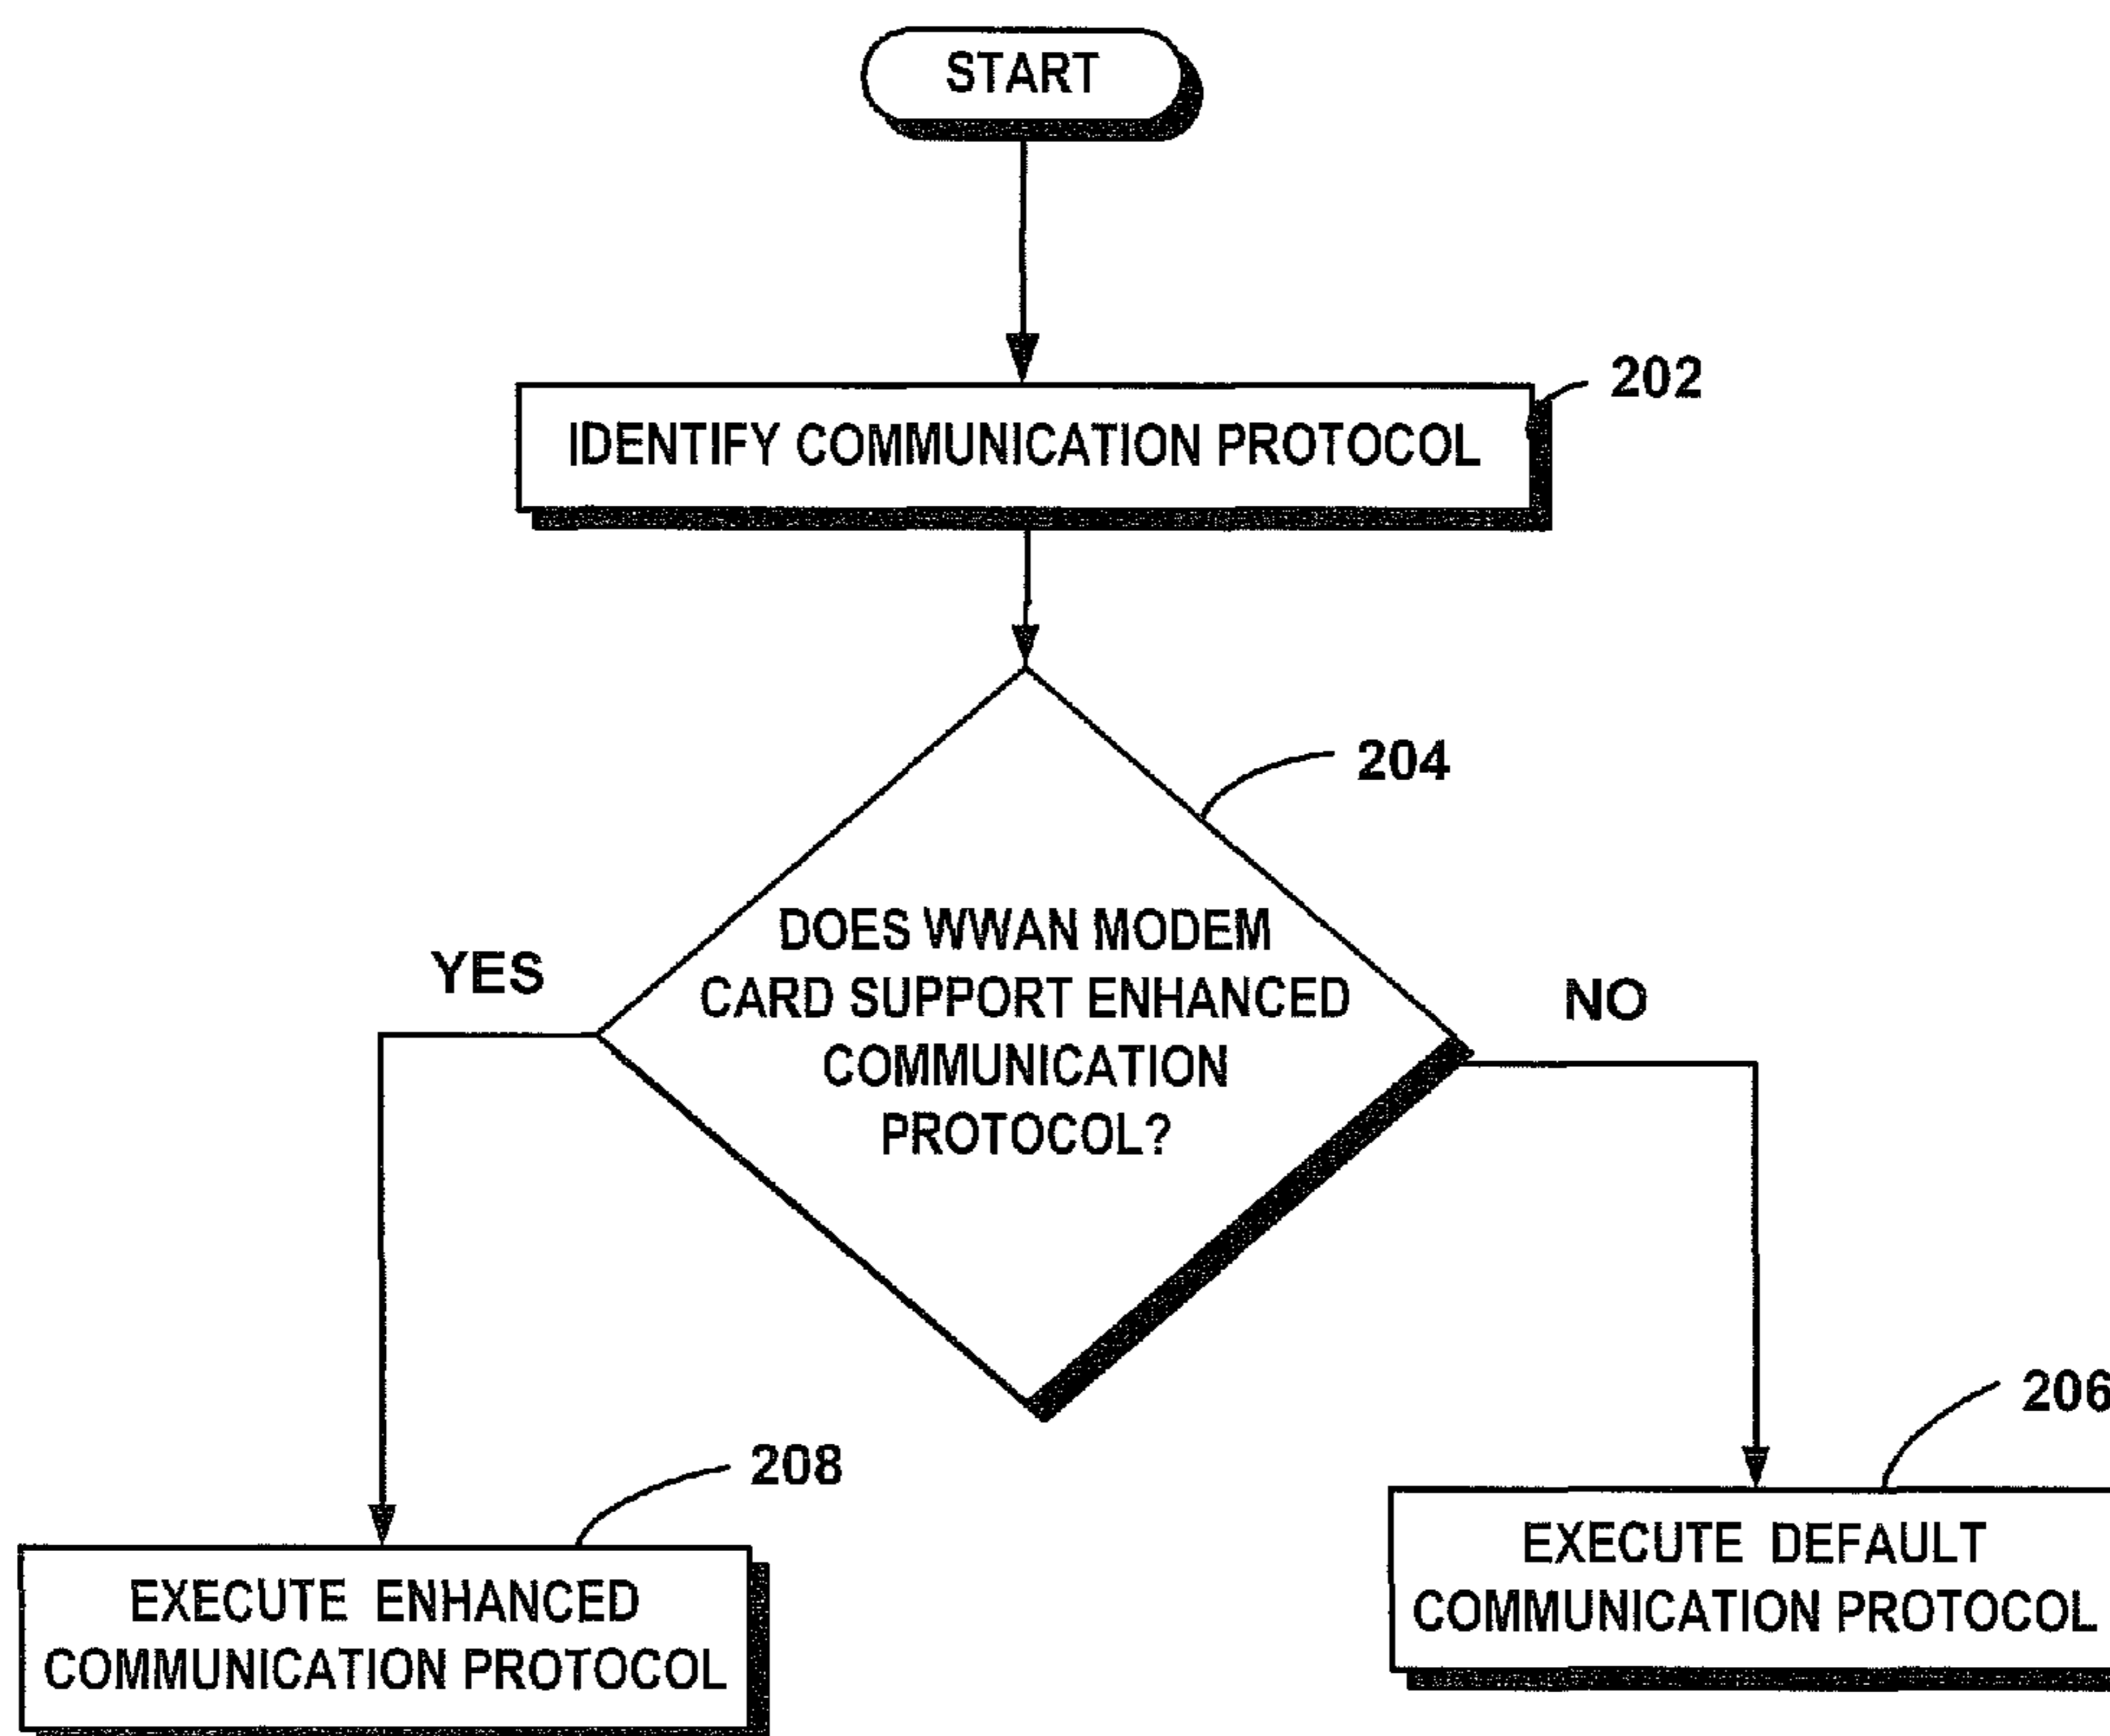 START
202
IDENTIFY COMMUNICATION PROTOCOL
204
DOES WWAN MODEM
CARD SUPPORT ENHANCED
COMMUNICATION
PROTOCOL?
YES
NO
206
208
EXECUTE DEFAULT
COMMUNICATION PROTOCOL
EXECUTE ENHANCED
COMMUNICATION PROTOCOL